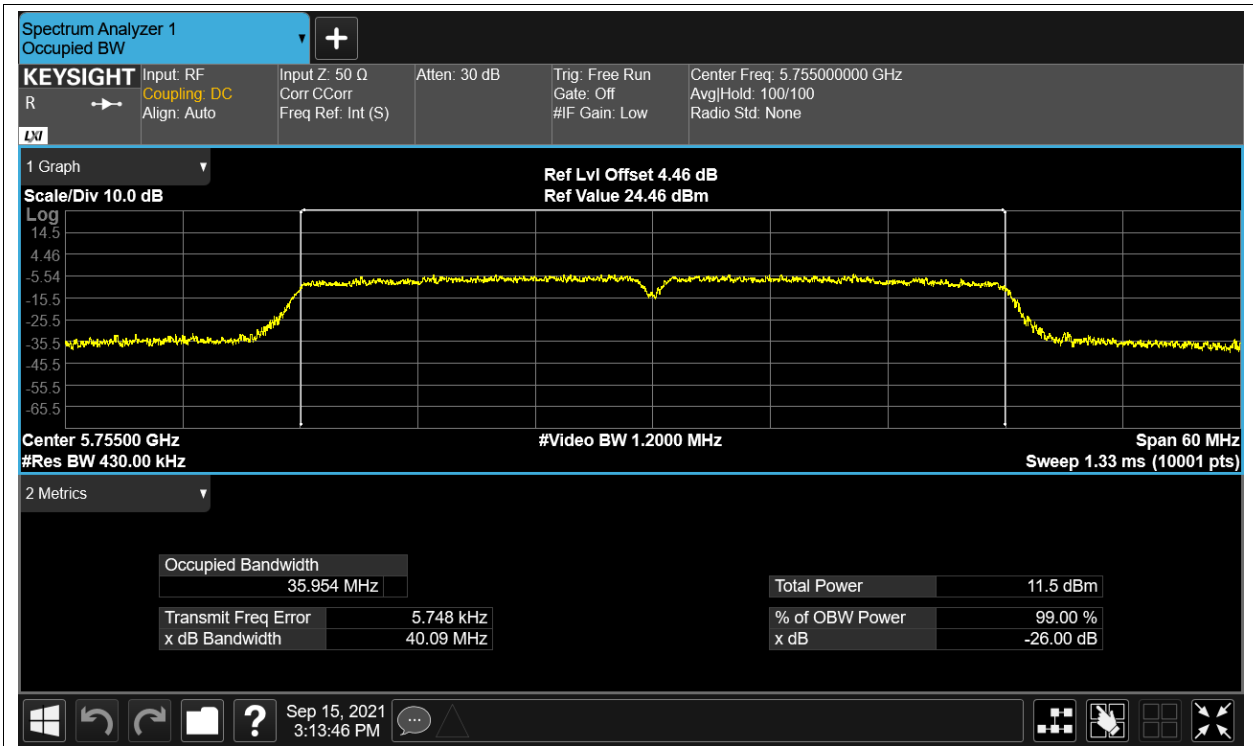 Spectrum Analyzer 1
Occupied BW
KEYSIGHT
R
LXI
Input: RF
Coupling: DC
Align: Auto
Input Z: 50 Ω
Corr CCorr
Freq Ref: Int (S)
Atten: 30 dB
Trig: Free Run
Gate: Off
#IF Gain: Low
Center Freq: 5.755000000 GHz
Avg|Hold: 100/100
Radio Std: None
1 Graph
Scale/Div 10.0 dB
Ref Lvl Offset 4.46 dB
Ref Value 24.46 dBm
Log
14.5
4.46
-5.54
-15.5
-25.5
-35.5
-45.5
-55.5
-65.5
Center 5.75500 GHz
#Video BW 1.2000 MHz
Span 60 MHz
#Res BW 430.00 kHz
Sweep 1.33 ms (10001 pts)
2 Metrics
Occupied Bandwidth
35.954 MHz
Total Power 11.5 dBm
Transmit Freq Error 5.748 kHz
% of OBW Power 99.00 %
x dB Bandwidth 40.09 MHz
x dB -26.00 dB
?
Sep 15, 2021
3:13:46 PM